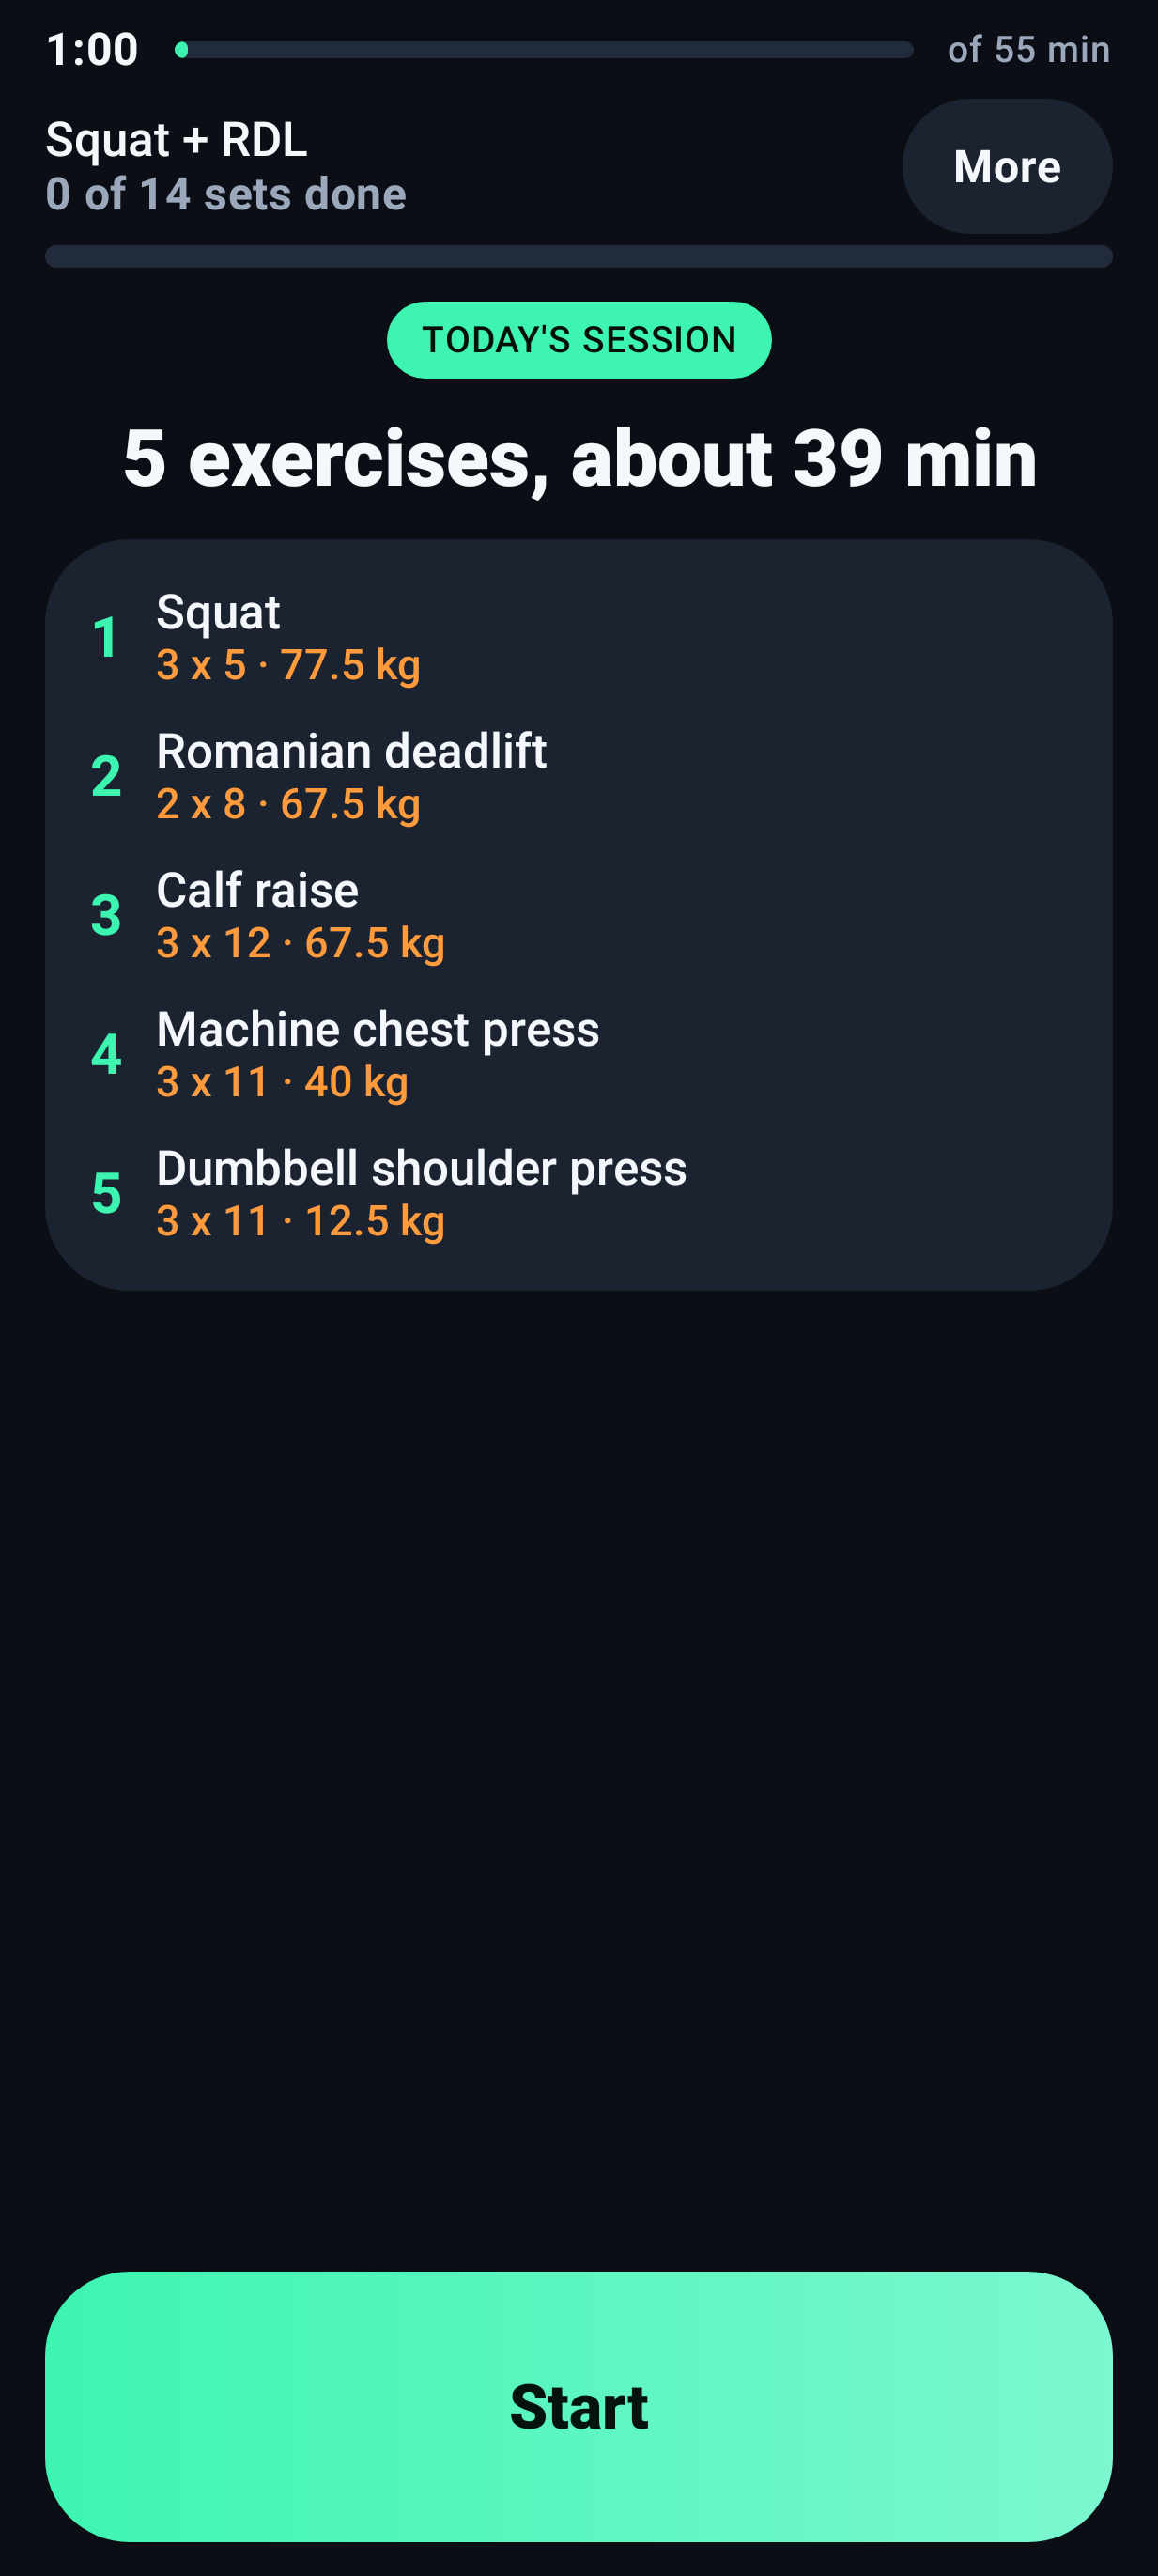 1:00
of 55 min
Squat + RDL
0 of 14 sets done
More
TODAY'S SESSION
5 exercises, about 39 min
1
Squat
3 x 5 · 77.5 kg
2
Romanian deadlift
2 x 8 · 67.5 kg
3
Calf raise
3 x 12 · 67.5 kg
4
Machine chest press
3 x 11 · 40 kg
5
Dumbbell shoulder press
3 x 11 · 12.5 kg
Start